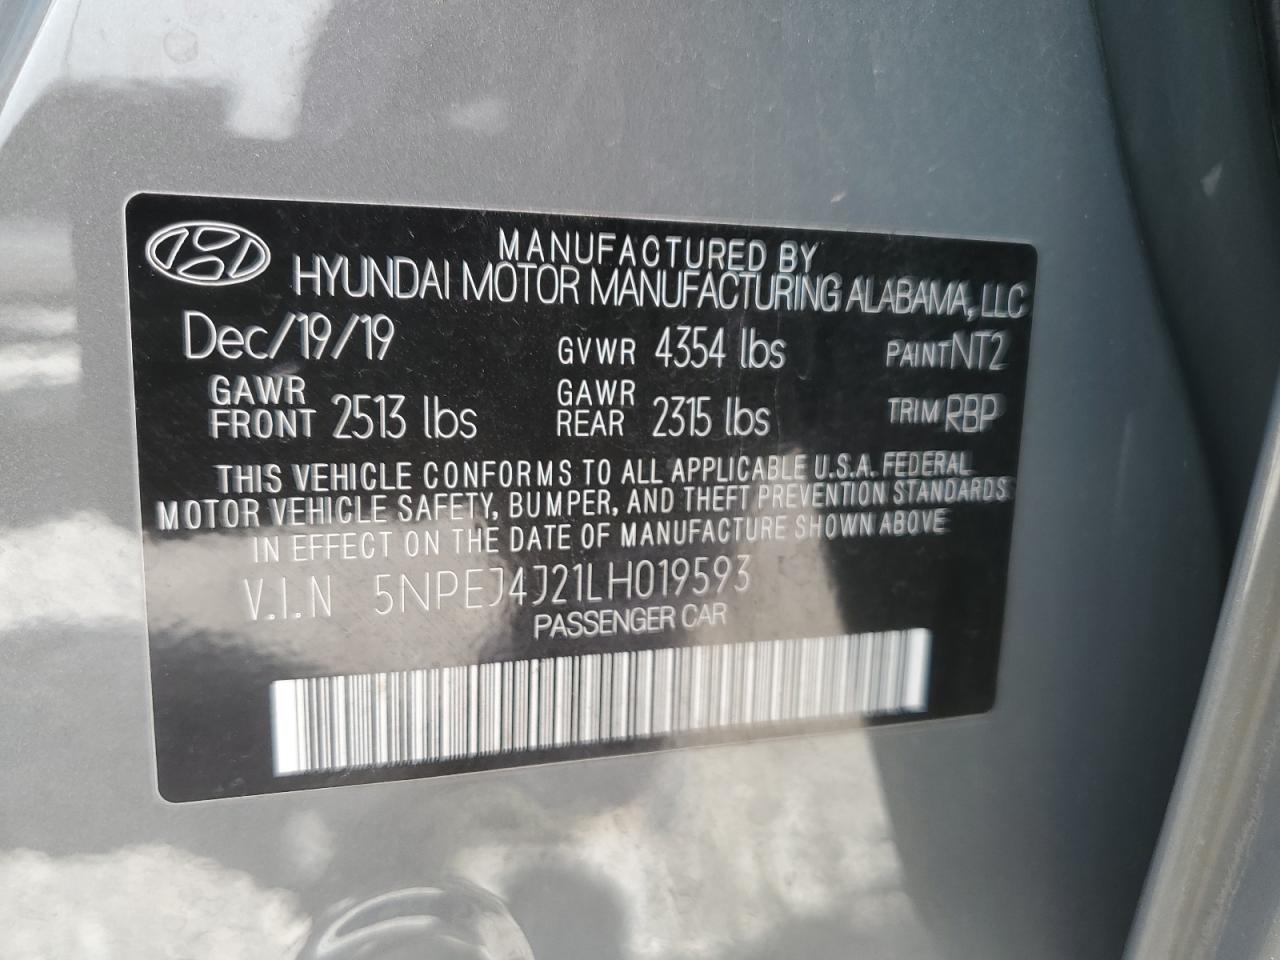 MANUFACTURED BY
HYUNDAI MOTOR MANUFACTURING ALABAMA, LLC
Dec/19/19 GVWR 4354 lbs PAINT NT2
GAWR FRONT 2513 lbs GAWR REAR 2315 lbs TRIM RBP
THIS VEHICLE CONFORMS TO ALL APPLICABLE U.S.A. FEDERAL
MOTOR VEHICLE SAFETY, BUMPER, AND THEFT PREVENTION STANDARDS
IN EFFECT ON THE DATE OF MANUFACTURE SHOWN ABOVE
V.I.N 5NPEJ4J21LH019593
PASSENGER CAR